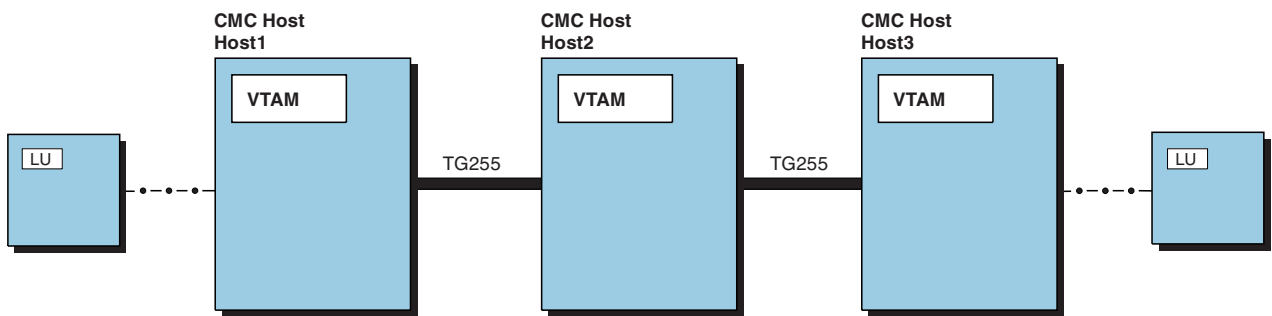 CMC Host
Host1
CMC Host
Host2
CMC Host
Host3
VTAM
VTAM
VTAM
LU
TG255
TG255
LU